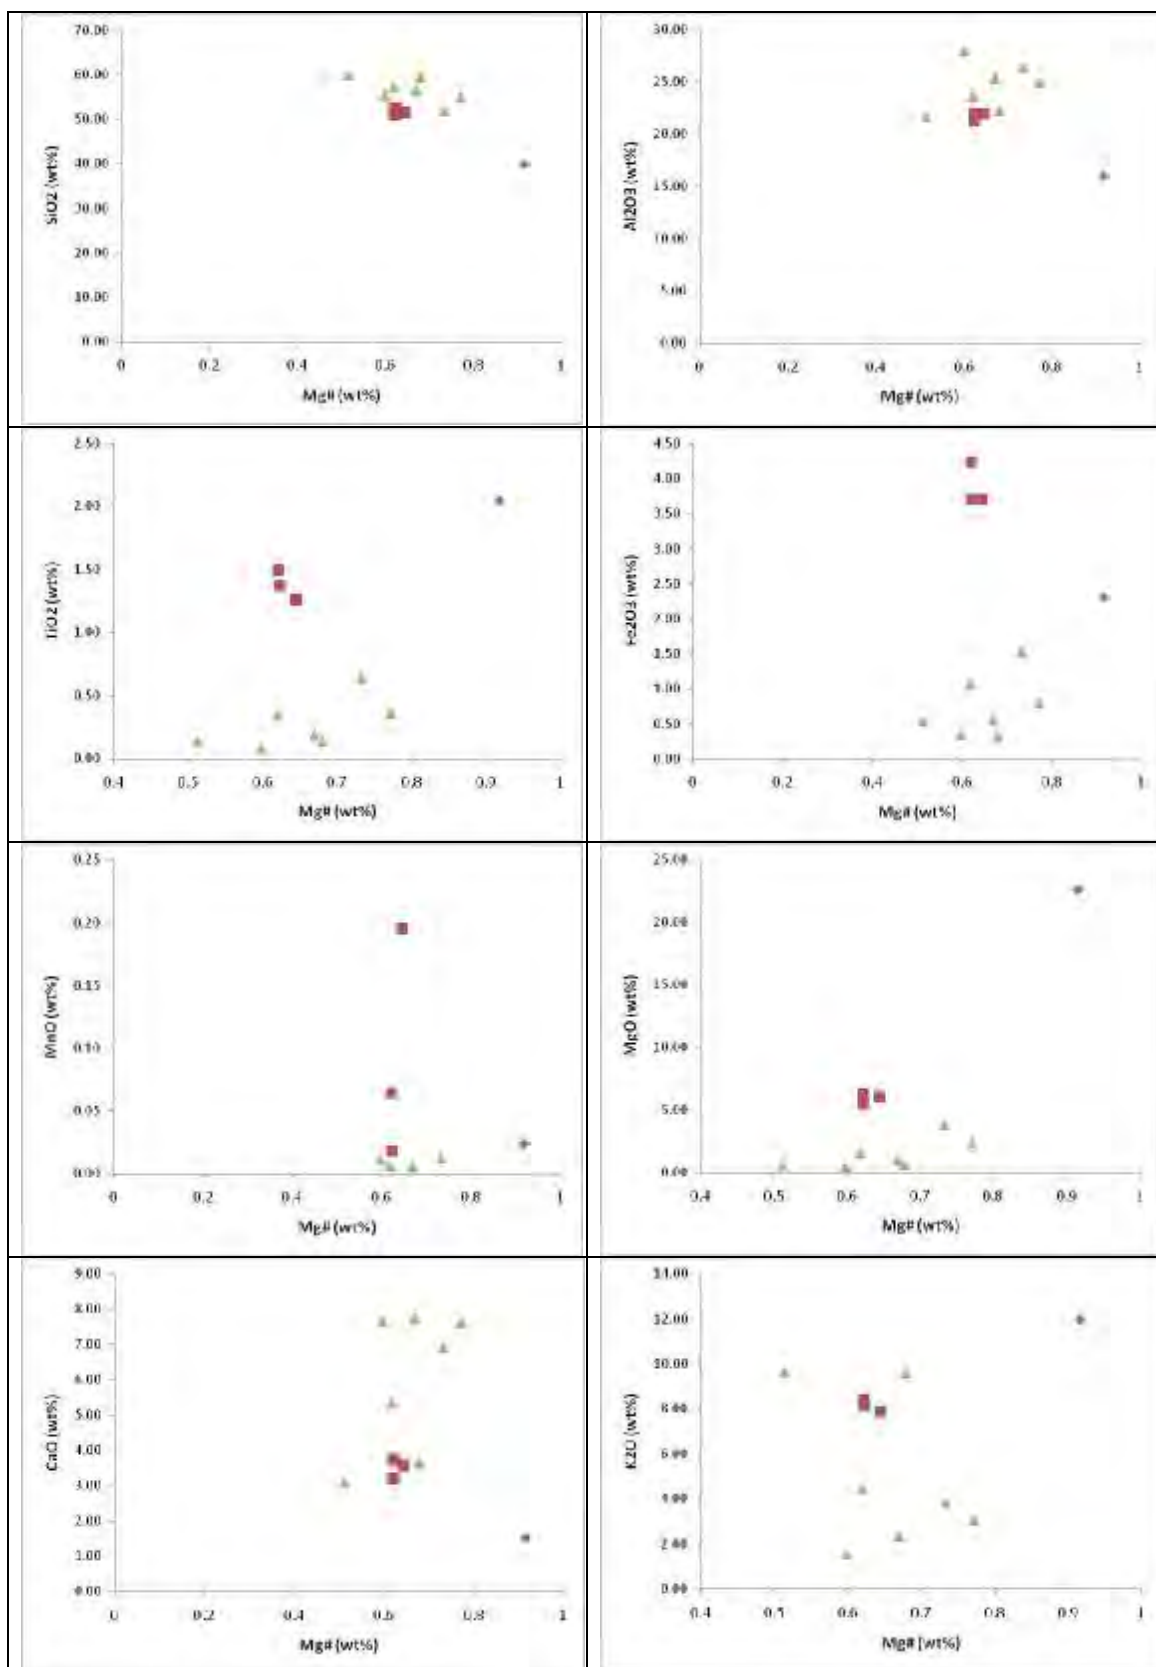 70.00
60.00
50.00
40.00
30.00
20.00
10.00
0.00
SiO2 (wt%)
0 0.2 0.4 0.6 0.8 1
Mg# (wt%)
30.00
25.00
20.00
15.00
10.00
5.00
0.00
Al2O3 (wt%)
0 0.2 0.4 0.6 0.8 1
Mg# (wt%)
2.50
2.00
1.50
1.00
0.50
0.00
TiO2 (wt%)
0.4 0.5 0.6 0.7 0.8 0.9 1
Mg# (wt%)
4.50
4.00
3.50
3.00
2.50
2.00
1.50
1.00
0.50
0.00
Fe2O3 (wt%)
0 0.2 0.4 0.6 0.8 1
Mg# (wt%)
0.25
0.20
0.15
0.10
0.05
0.00
MnO (wt%)
0 0.2 0.4 0.6 0.8 1
Mg# (wt%)
25.00
20.00
15.00
10.00
5.00
0.00
MgO (wt%)
0.4 0.5 0.6 0.7 0.8 0.9 1
Mg# (wt%)
9.00
8.00
7.00
6.00
5.00
4.00
3.00
2.00
1.00
0.00
CaO (wt%)
0 0.2 0.4 0.6 0.8 1
Mg# (wt%)
14.00
12.00
10.00
8.00
6.00
4.00
2.00
0.00
K2O (wt%)
0.4 0.5 0.6 0.7 0.8 0.9 1
Mg# (wt%)